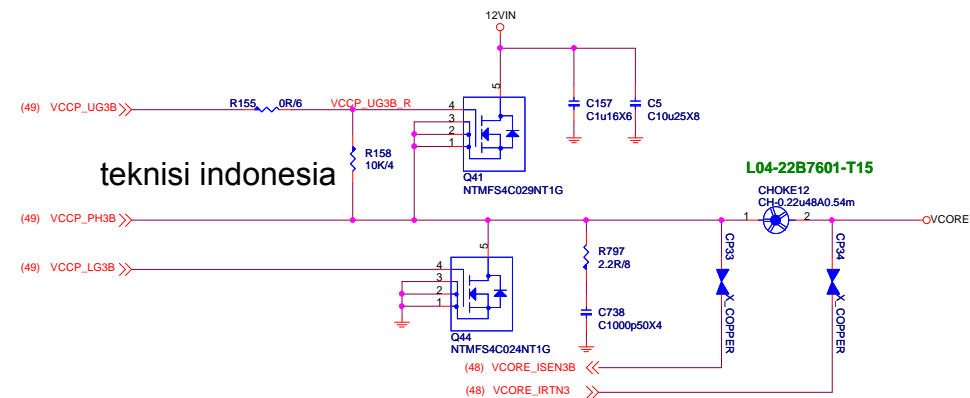 12VIN
5
(49) VCCP_UG3B
R155
0R/6
VCCP_UG3B_R
4
3
2
1
C157
C1u16X6
C5
C10u25X8
R158
10K/4
teknisi indonesia
Q41
NTMFS4C029NT1G
L04-22B7601-T15
CHOKE12
CH-0.22u48A0.54m
(49) VCCP_PH3B
1
2
VCORE
5
(49) VCCP_LG3B
4
3
2
1
R797
2.2R/8
CP33
X_COPPER
CP34
X_COPPER
C738
C1000p50X4
Q44
NTMFS4C024NT1G
(48) VCORE_ISEN3B
(48) VCORE_IRTN3